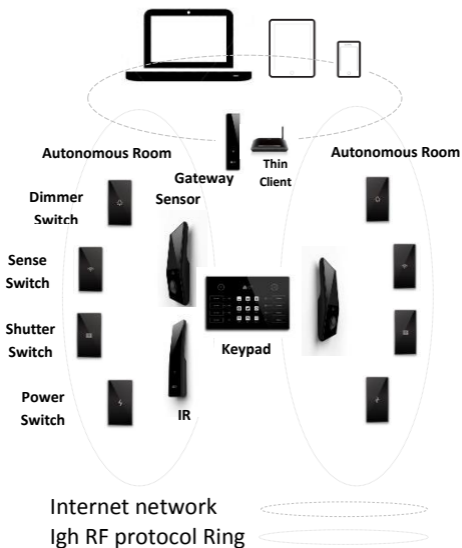 Autonomous Room
Autonomous Room
Gateway
Thin
Client
Dimmer
Switch
Sensor
Sense
Switch
Shutter
Switch
Keypad
Power
Switch
IR
Internet network
Igh RF protocol Ring